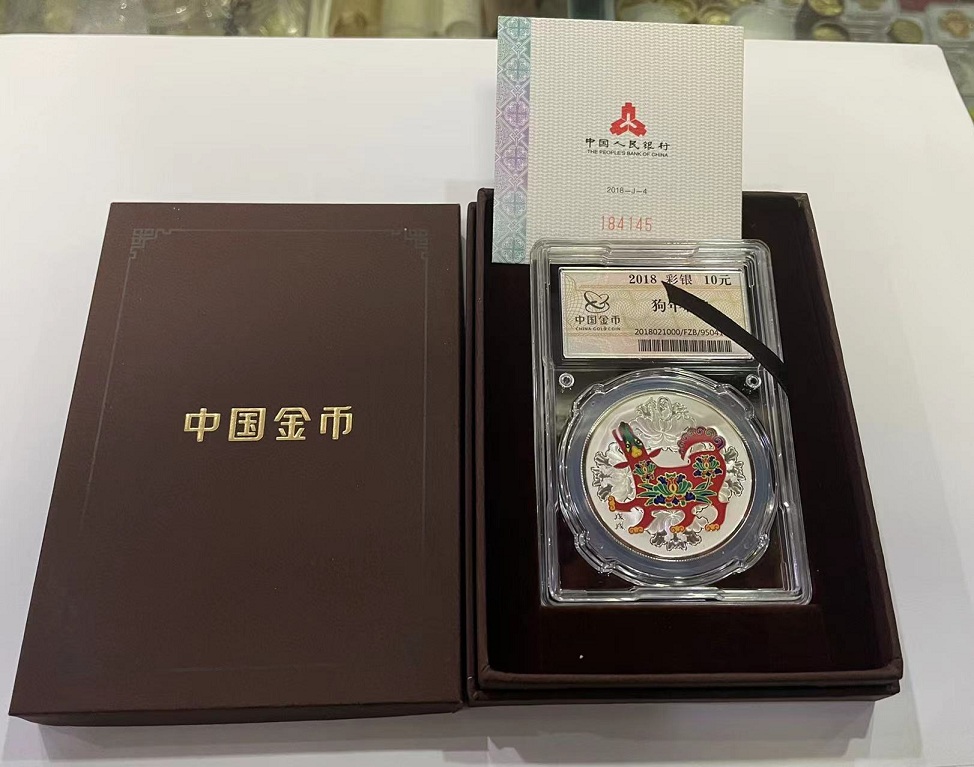 中国金币
中国人民银行
THE PEOPLE'S BANK OF CHINA
2018-J-4
184145
2018 彩银 10元
狗年
中国金币
CHINA GOLD COIN
2018021000/FZB/9504
戊戌